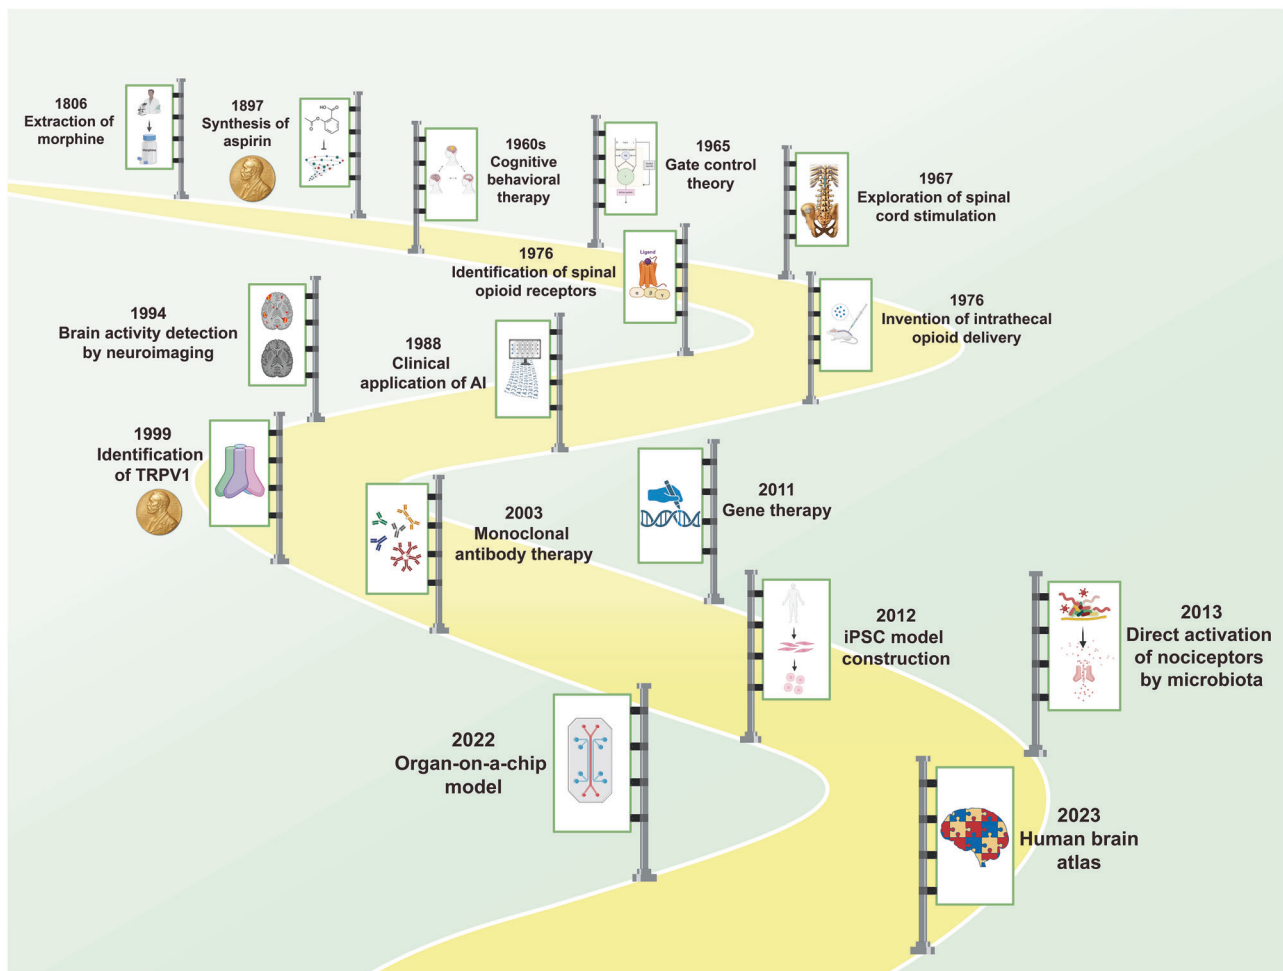 1806
Extraction of
morphine
1897
Synthesis of
aspirin
1960s
Cognitive
behavioral
therapy
1965
Gate control
theory
1967
Exploration of spinal
cord stimulation
1976
Identification of spinal
opioid receptors
Ligand
1976
Invention of intrathecal
opioid delivery
1994
Brain activity detection
by neuroimaging
1988
Clinical
application of AI
1999
Identification
of TRPV1
2003
Monoclonal
antibody therapy
2011
Gene therapy
2012
iPSC model
construction
2013
Direct activation
of nociceptors
by microbiota
2022
Organ-on-a-chip
model
2023
Human brain
atlas